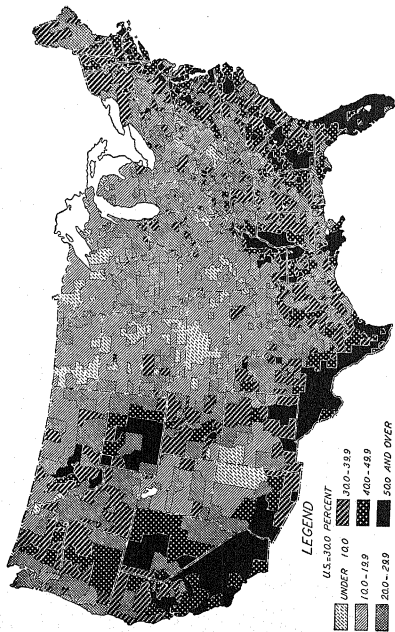 LEGEND
U.S.=30.0 PERCENT
UNDER 10.0
10.0-19.9
20.0-29.9
30.0-39.9
40.0-49.9
50.0 AND OVER